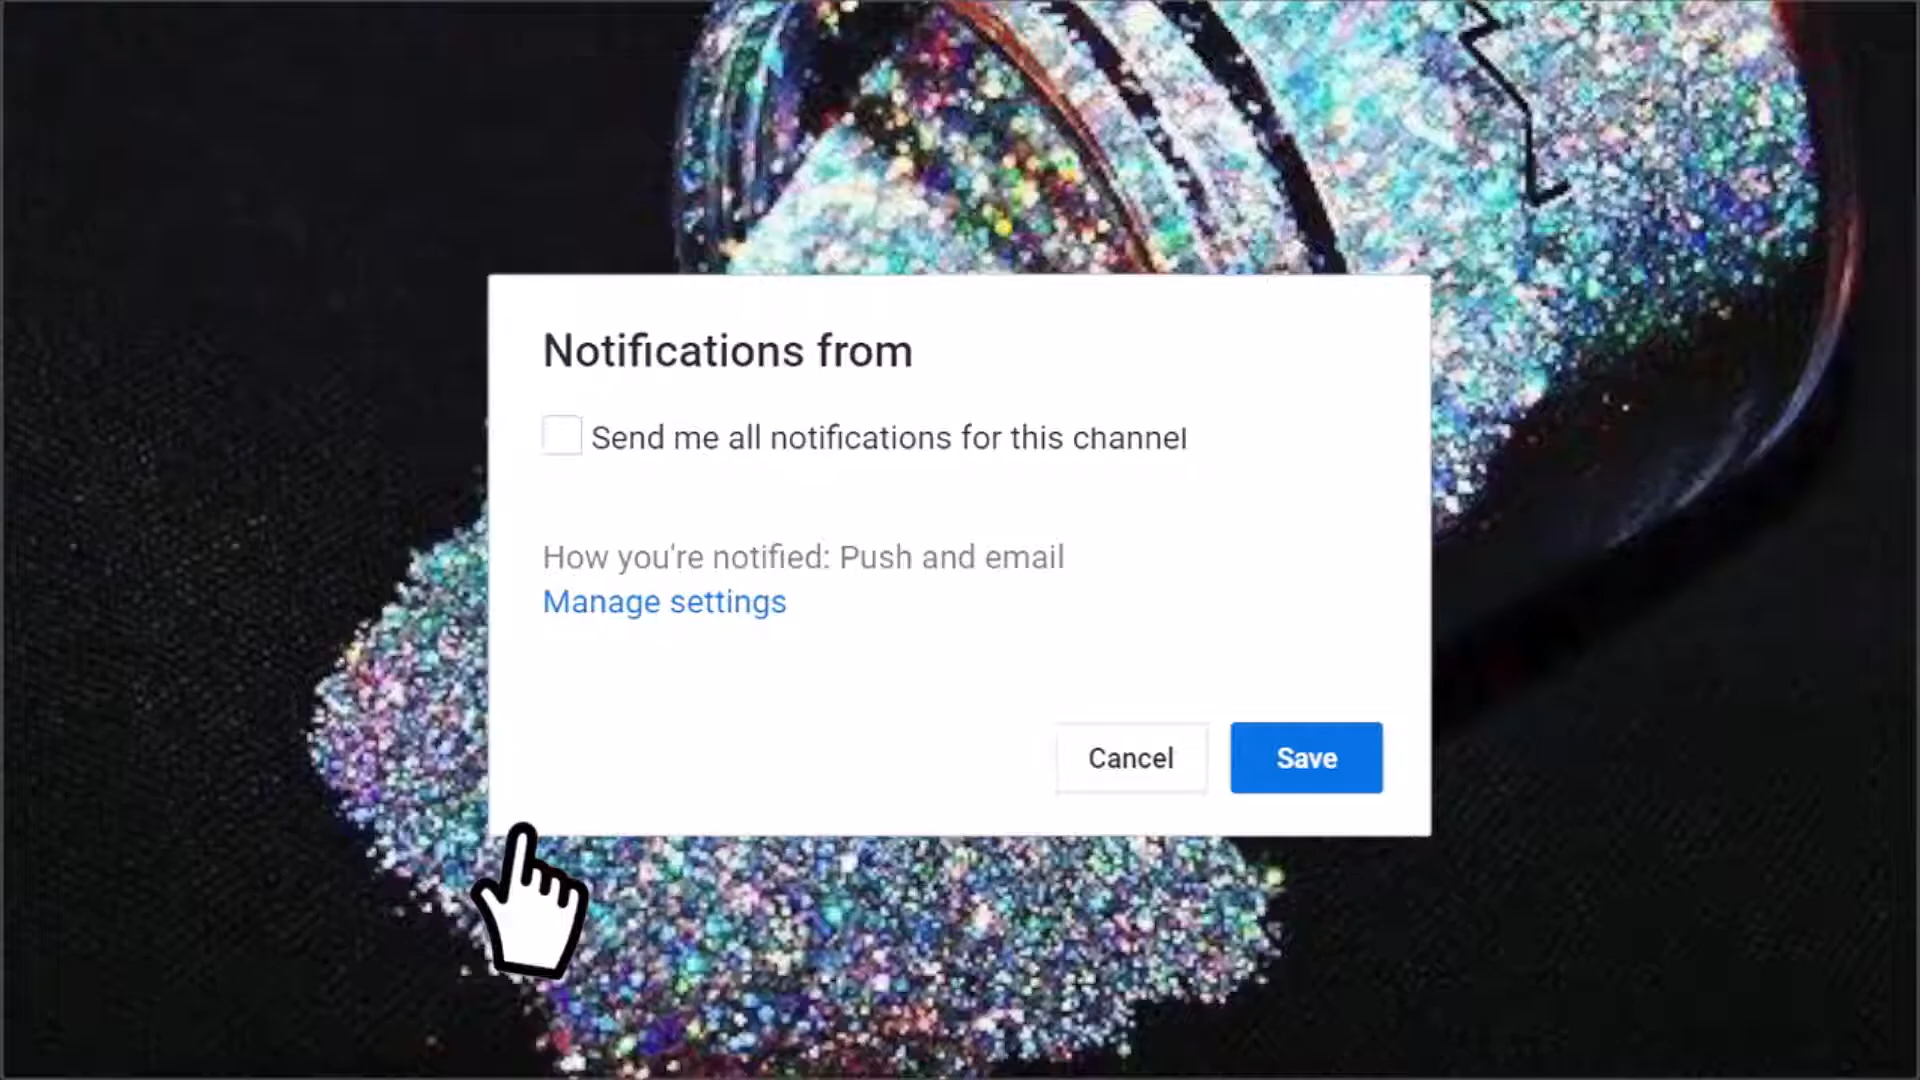 Notifications from
Send me all notifications for this channel
How you're notified: Push and email
Manage settings
Cancel
Save